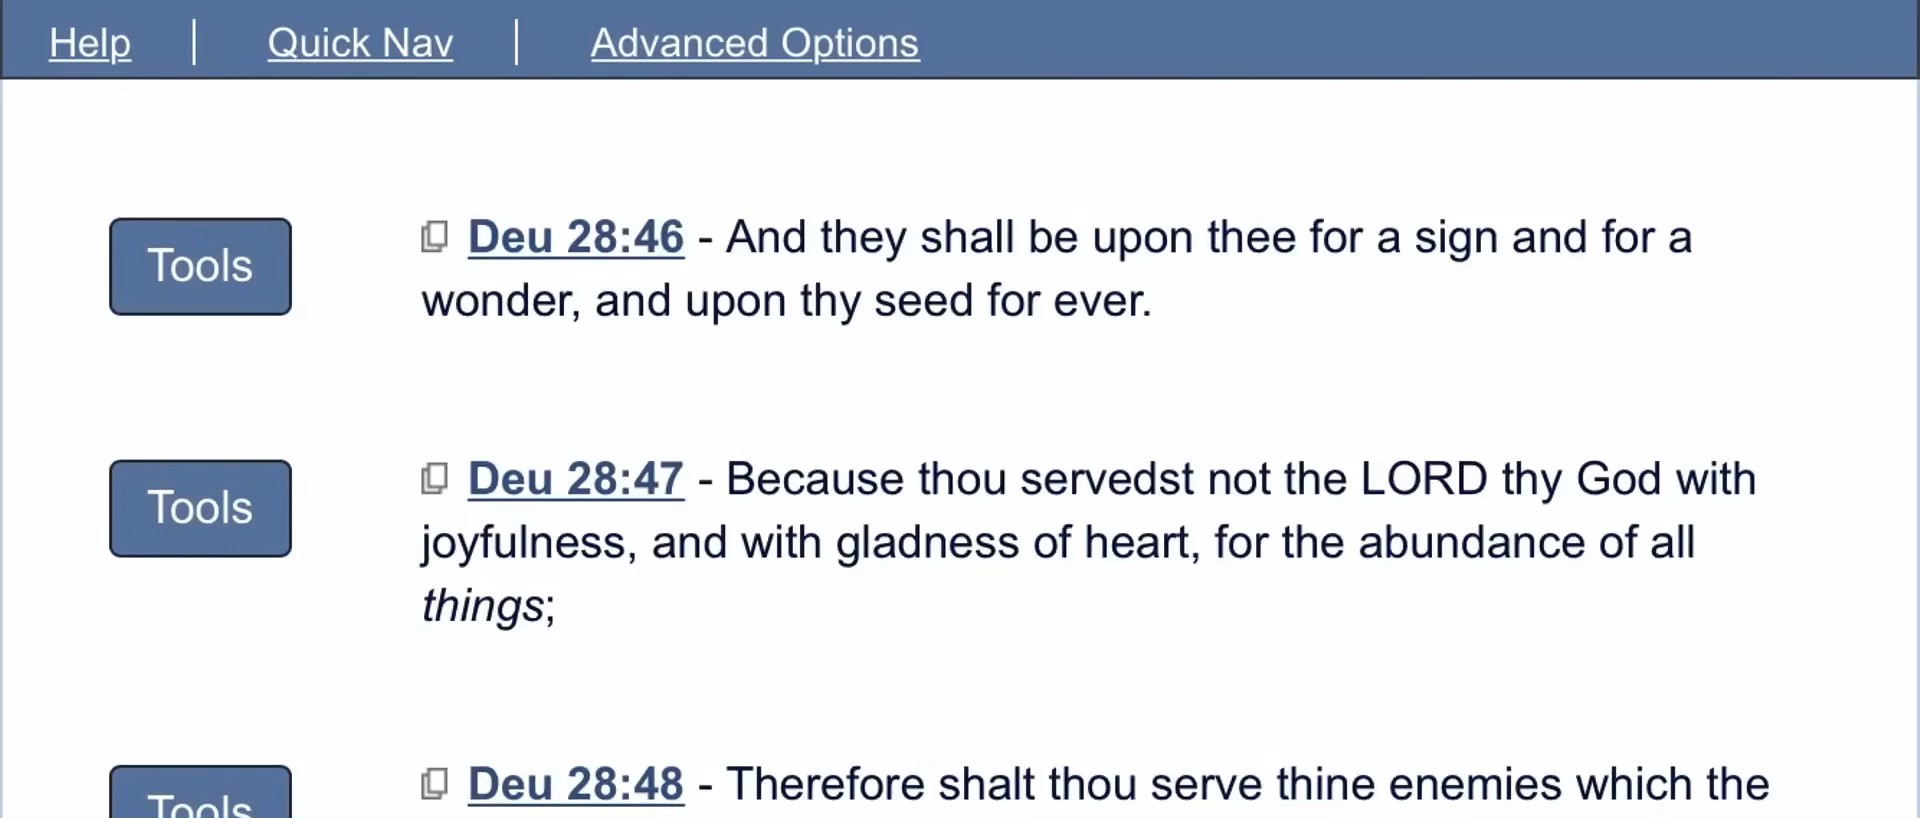 Help | Quick Nav | Advanced Options
Tools
Deu 28:46 - And they shall be upon thee for a sign and for a
wonder, and upon thy seed for ever.
Tools
Deu 28:47 - Because thou servedst not the LORD thy God with
joyfulness, and with gladness of heart, for the abundance of all
things;
Tools
Deu 28:48 - Therefore shalt thou serve thine enemies which the